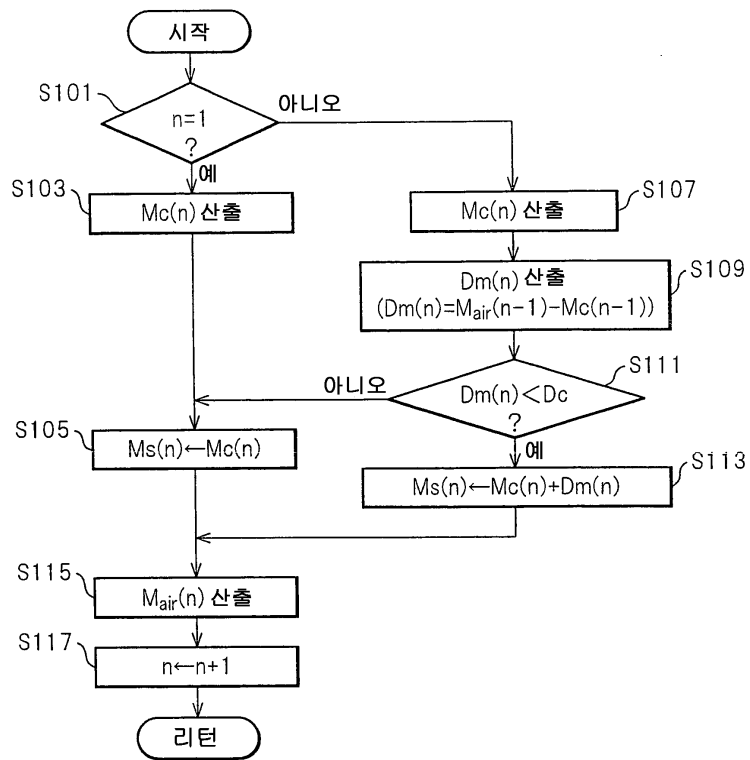 시작
S101
n=1
?
아니오
예
S103
Mc(n) 산출
Mc(n) 산출
S107
Dm(n) 산출
(Dm(n)=Mair(n-1)-Mc(n-1))
S109
S111
아니오
Dm(n)<Dc
?
예
S105
Ms(n)←Mc(n)
S113
Ms(n)←Mc(n)+Dm(n)
S115
Mair(n) 산출
S117
n←n+1
리턴